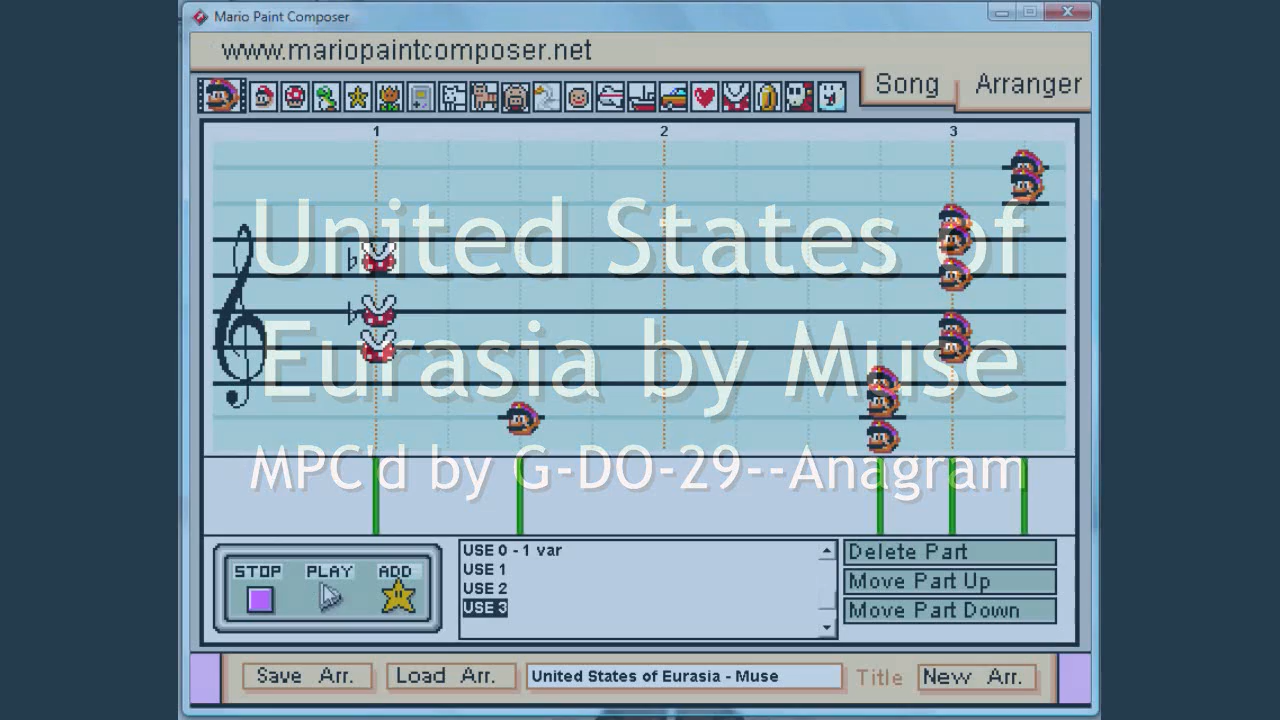 Mario Paint Composer
www.mariopaintcomposer.net
Song Arranger
1 2 3
United States of
Eurasia by Muse
MPC'd by G-DO-29--Anagram
STOP PLAY ADD
USE 0 - 1 var
USE 1
USE 2
USE 3
Delete Part
Move Part Up
Move Part Down
Save Arr. Load Arr. United States of Eurasia - Muse Title New Arr.